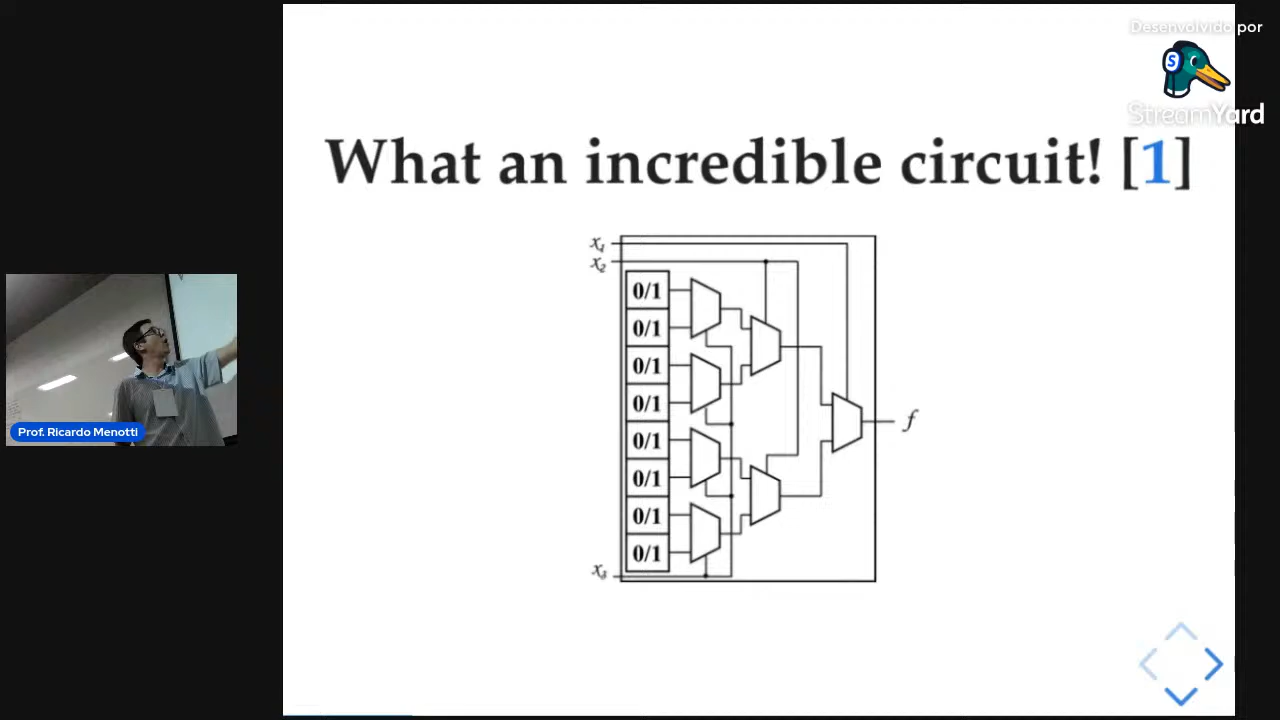 Desenvolvido por
S
StreamYard
What an incredible circuit! [1]
x₁
x₂
0/1
0/1
0/1
0/1
0/1
0/1
0/1
0/1
x₃
f
Prof. Ricardo Menotti